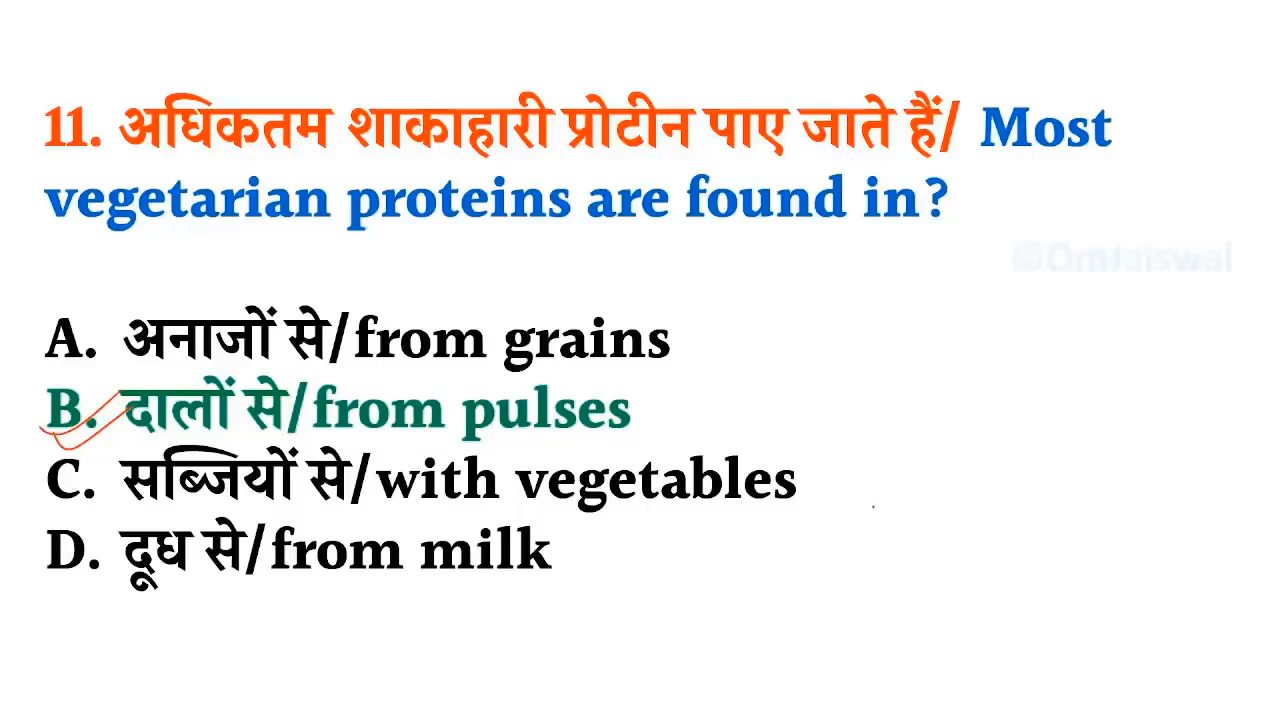 11. अधिकतम शाकाहारी प्रोटीन पाए जाते हैं/ Most
vegetarian proteins are found in?
A. अनाजों से/from grains
B. दालों से/from pulses
C. सब्जियों से/with vegetables
D. दूध से/from milk